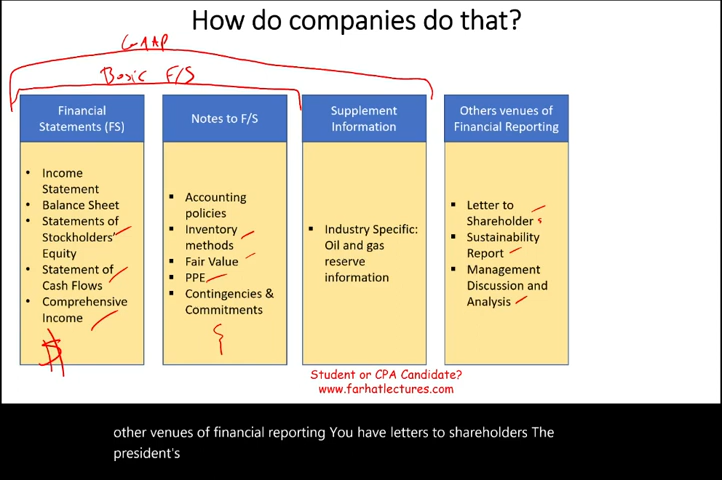 How do companies do that?
GAAP
Basic F/S
Financial
Statements (FS)
Notes to F/S
Supplement
Information
Others venues of
Financial Reporting
• Income
Statement
• Balance Sheet
• Statements of
Stockholders'
Equity
• Statement of
Cash Flows
• Comprehensive
Income
$
▪ Accounting
policies
▪ Inventory
methods
▪ Fair Value
▪ PPE
▪ Contingencies &
Commitments
▪ Industry Specific:
Oil and gas
reserve
information
▪ Letter to
Shareholder s
▪ Sustainability
Report
▪ Management
Discussion and
Analysis
Student or CPA Candidate?
www.farhatlectures.com
other venues of financial reporting You have letters to shareholders The
president's